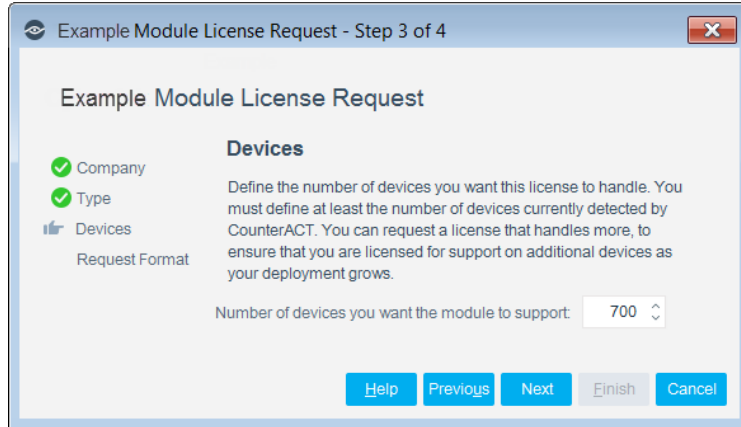 Example Module License Request - Step 3 of 4
Example Module License Request
Company
Type
Devices
Request Format
Devices
Define the number of devices you want this license to handle. You
must define at least the number of devices currently detected by
CounterACT. You can request a license that handles more, to
ensure that you are licensed for support on additional devices as
your deployment grows.
Number of devices you want the module to support: 700
Help Previous Next Finish Cancel